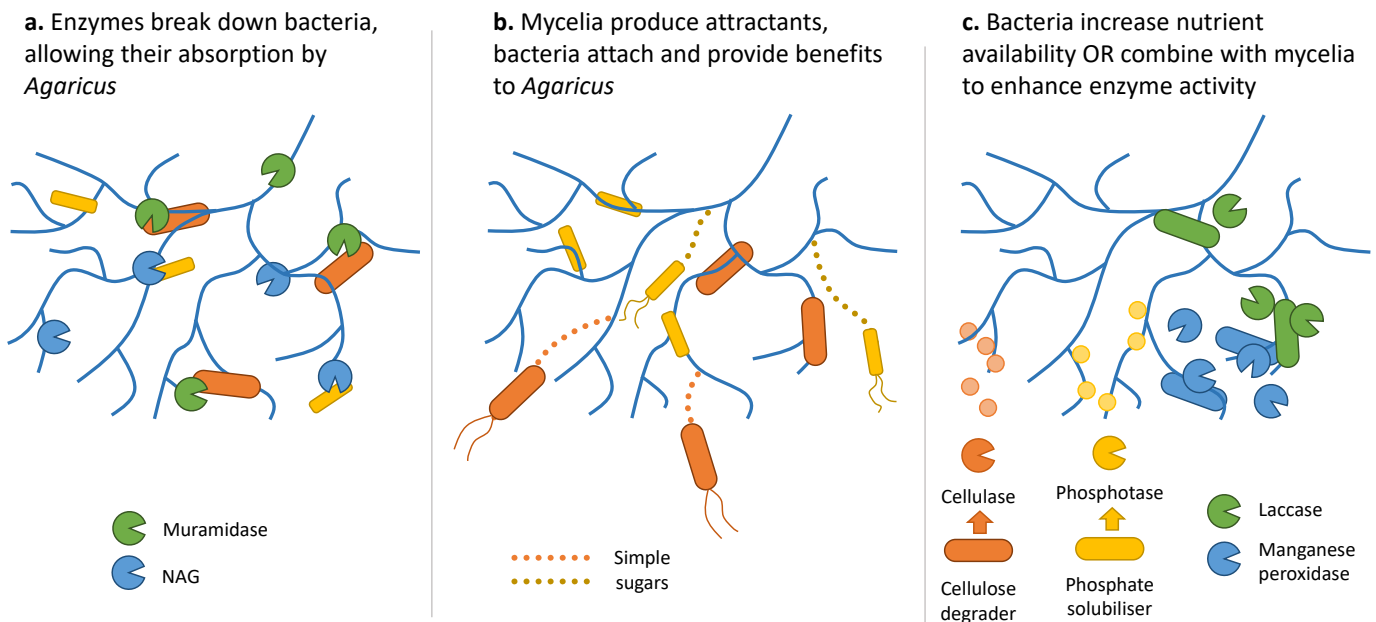 a. Enzymes break down bacteria,
allowing their absorption by
Agaricus
Muramidase
NAG
b. Mycelia produce attractants,
bacteria attach and provide benefits
to Agaricus
Simple
sugars
c. Bacteria increase nutrient
availability OR combine with mycelia
to enhance enzyme activity
Cellulase
Cellulose
degrader
Phosphotase
Phosphate
solubiliser
Laccase
Manganese
peroxidase